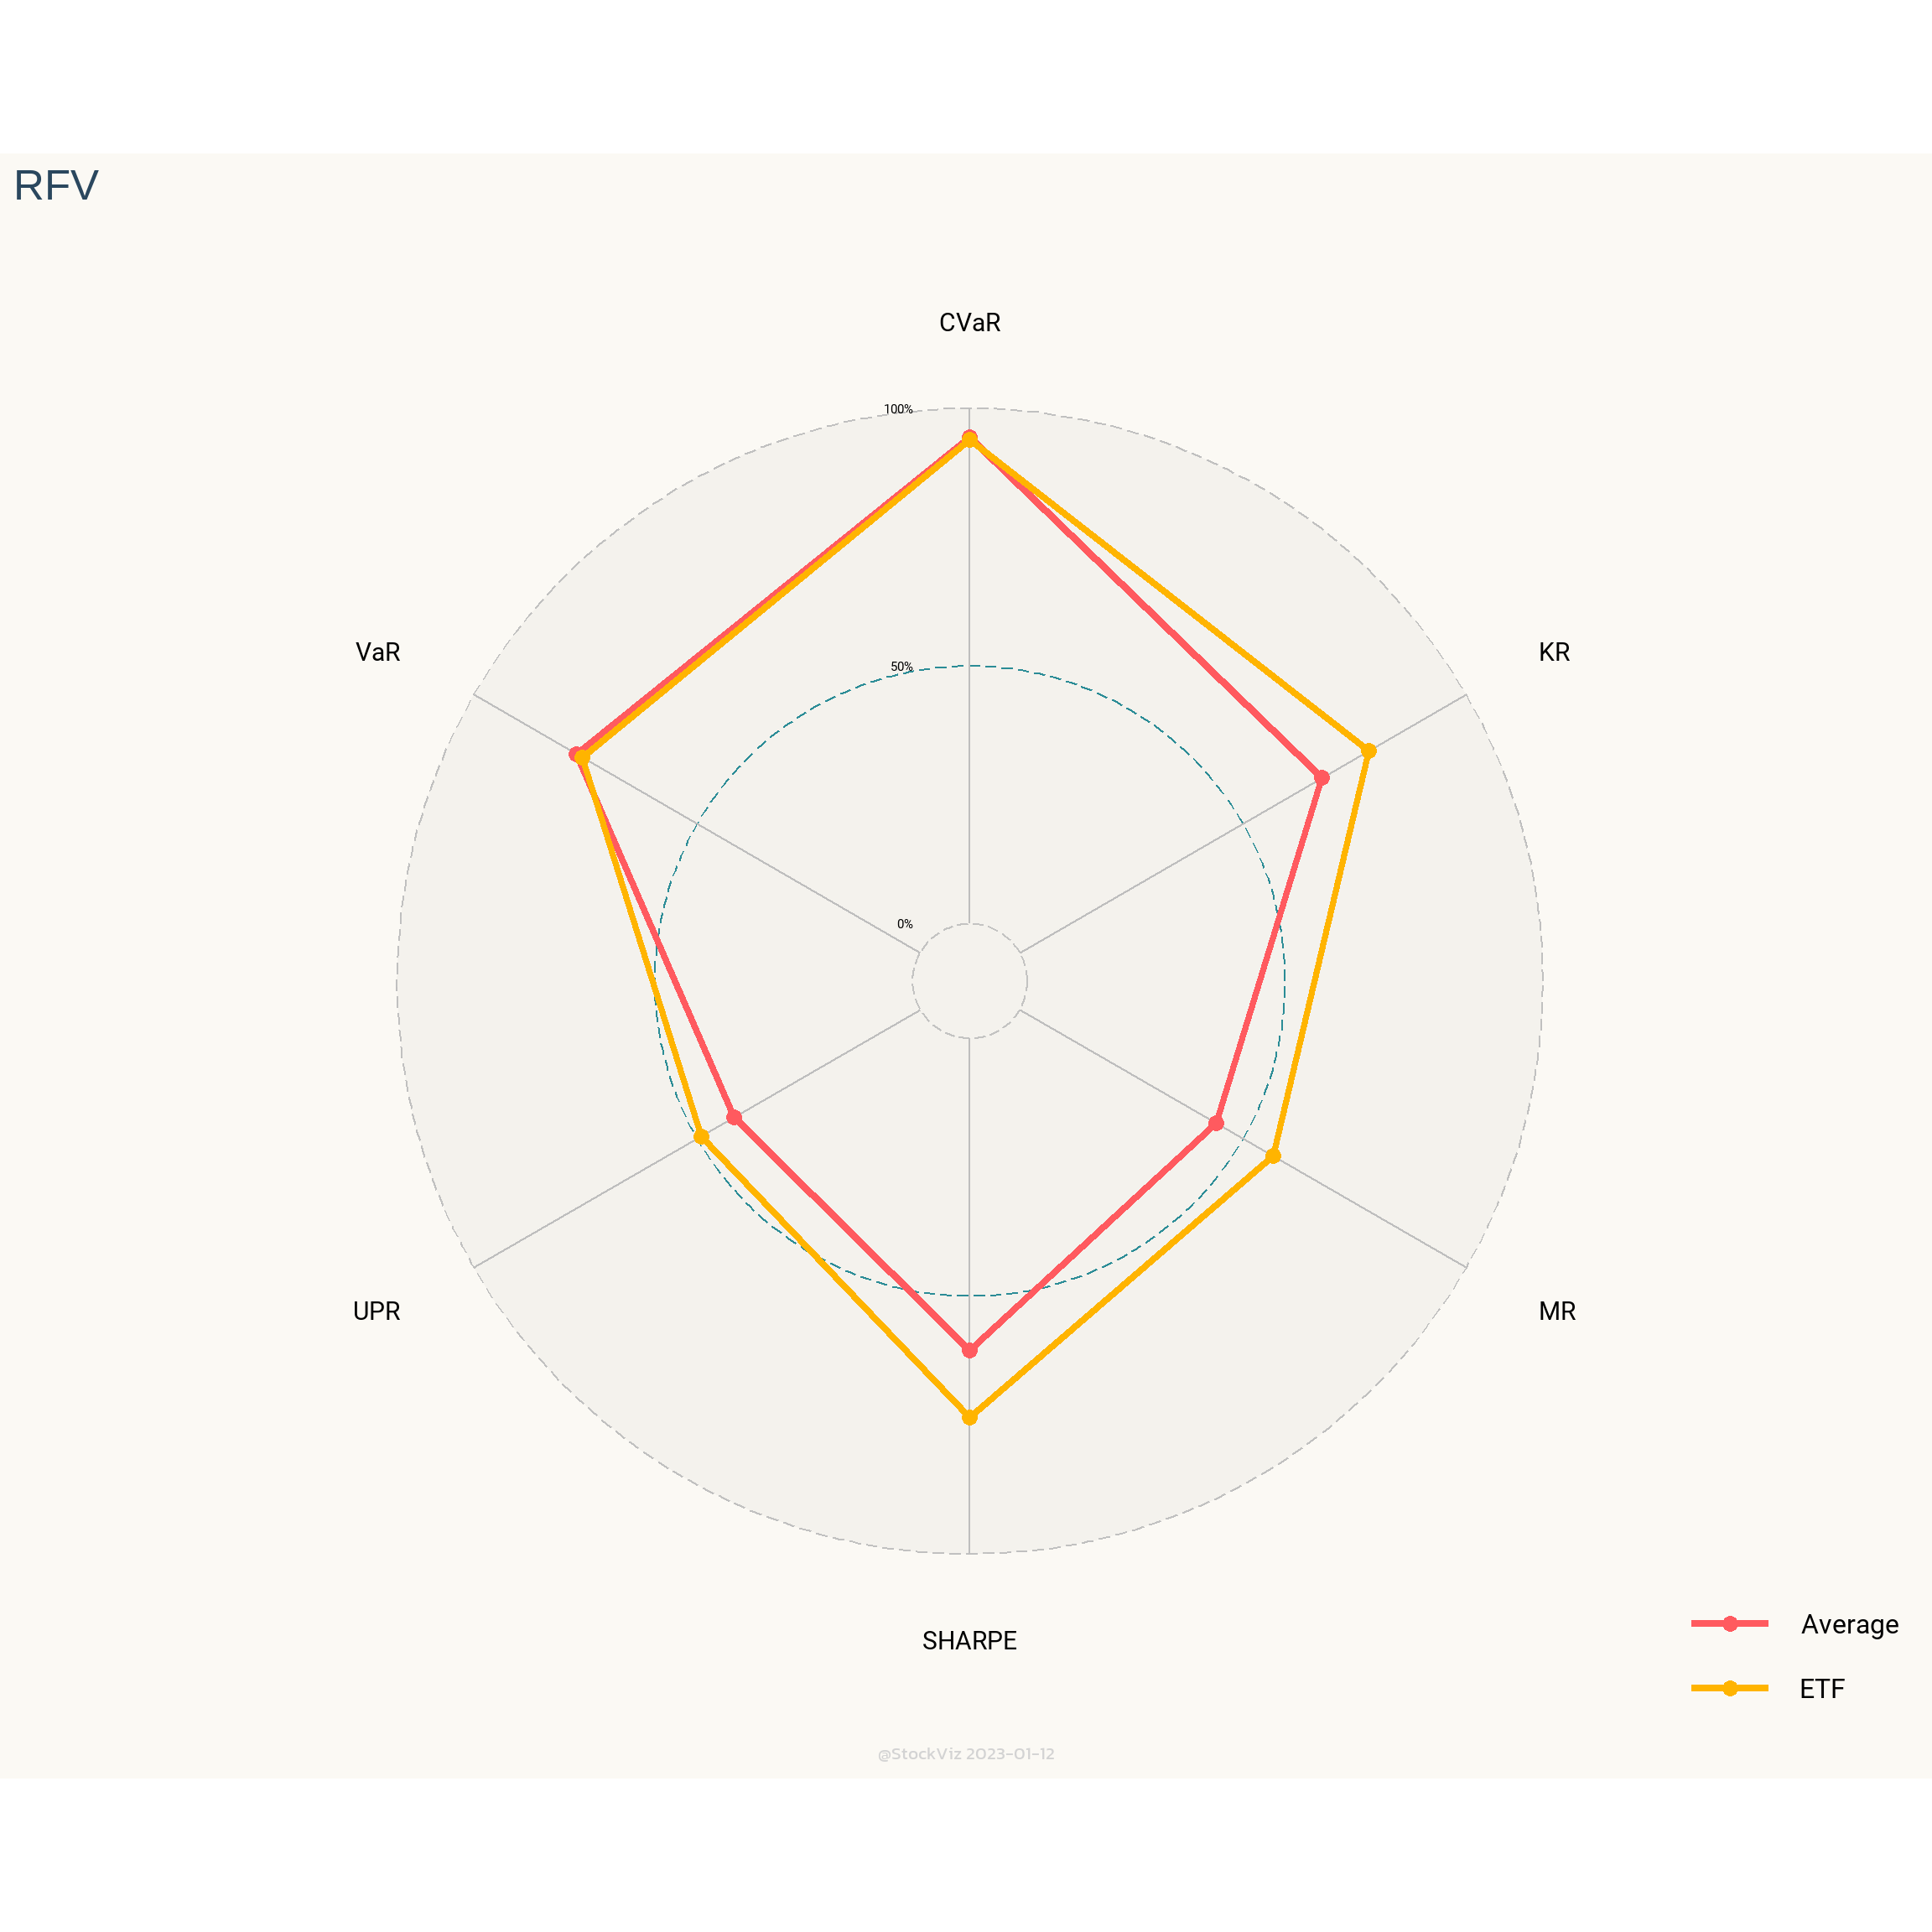 RFV
CVaR
100%
KR
VaR
50%
0%
UPR
MR
SHARPE
Average
ETF
@StockViz 2023-01-12